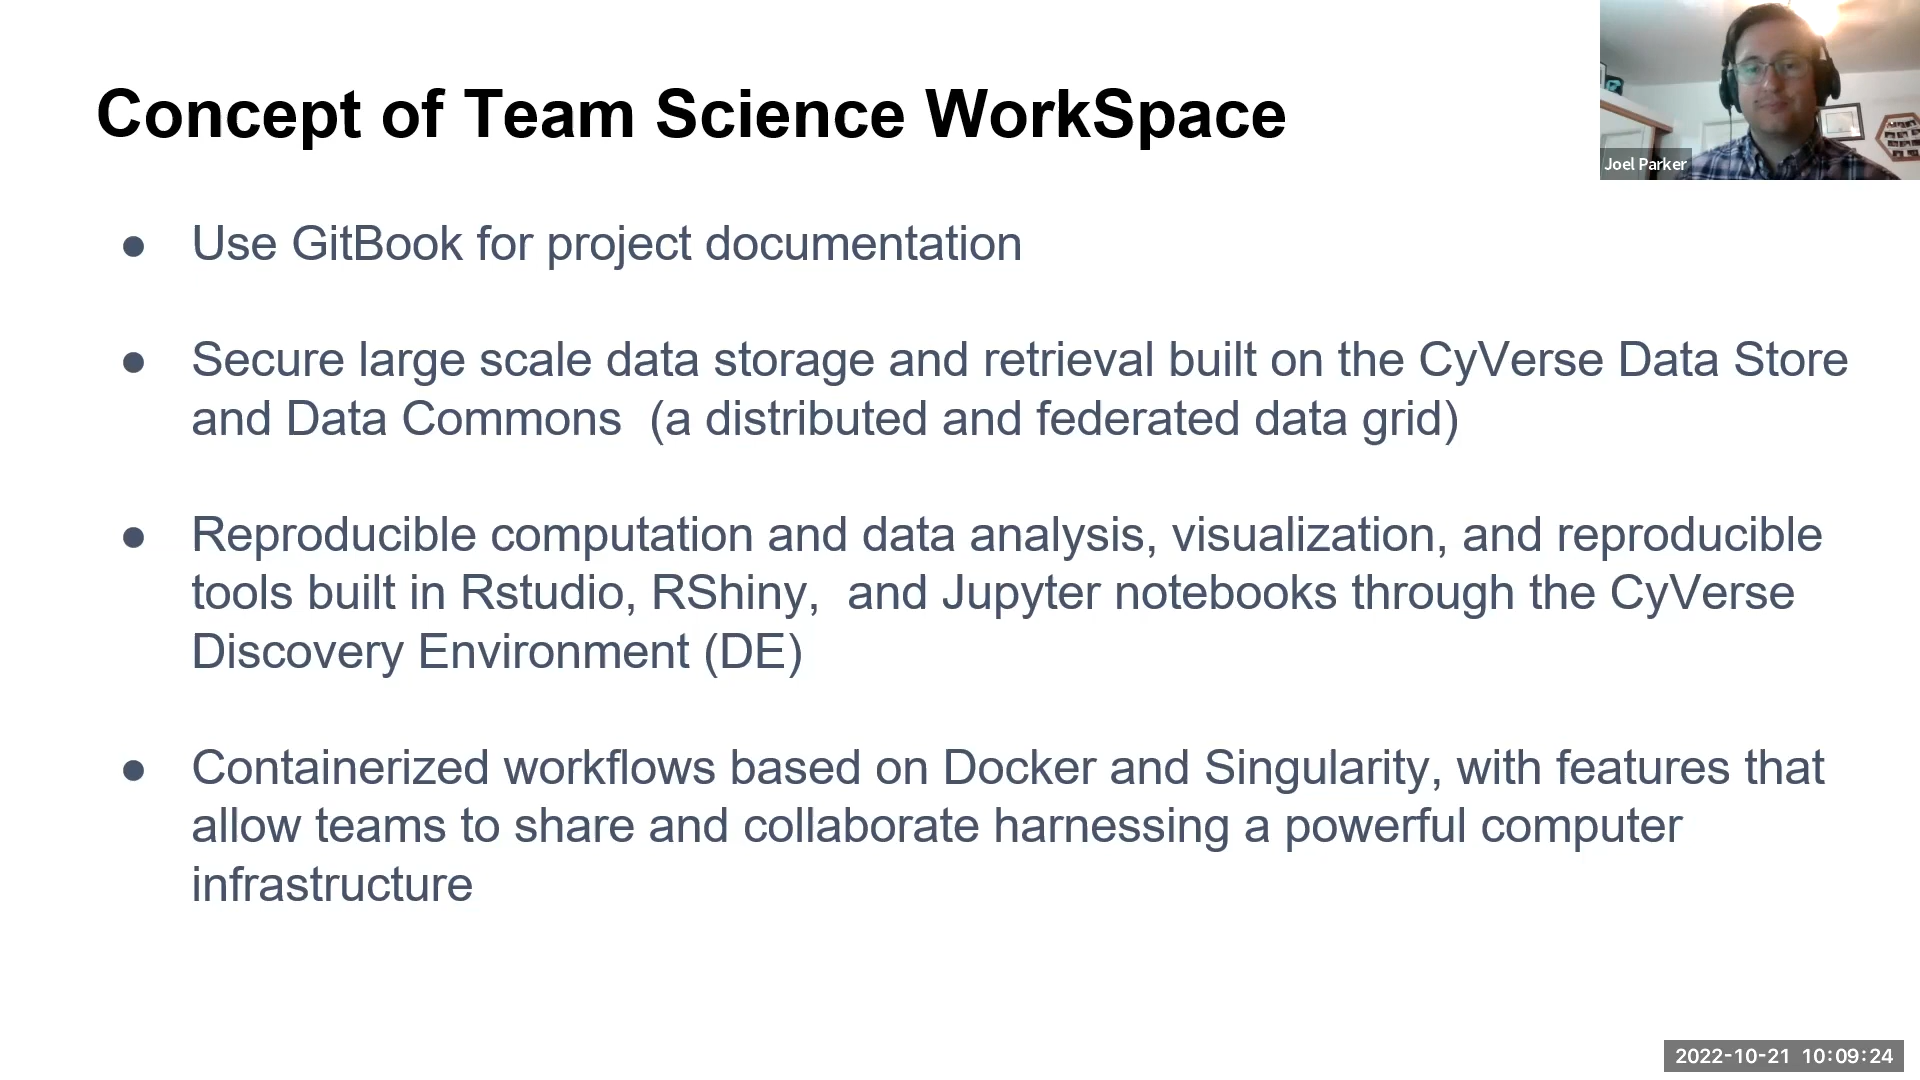 Concept of Team Science WorkSpace
Joel Parker
● Use GitBook for project documentation
● Secure large scale data storage and retrieval built on the CyVerse Data Store
and Data Commons  (a distributed and federated data grid)
● Reproducible computation and data analysis, visualization, and reproducible
tools built in Rstudio, RShiny,  and Jupyter notebooks through the CyVerse
Discovery Environment (DE)
● Containerized workflows based on Docker and Singularity, with features that
allow teams to share and collaborate harnessing a powerful computer
infrastructure
2022-10-21 10:09:24